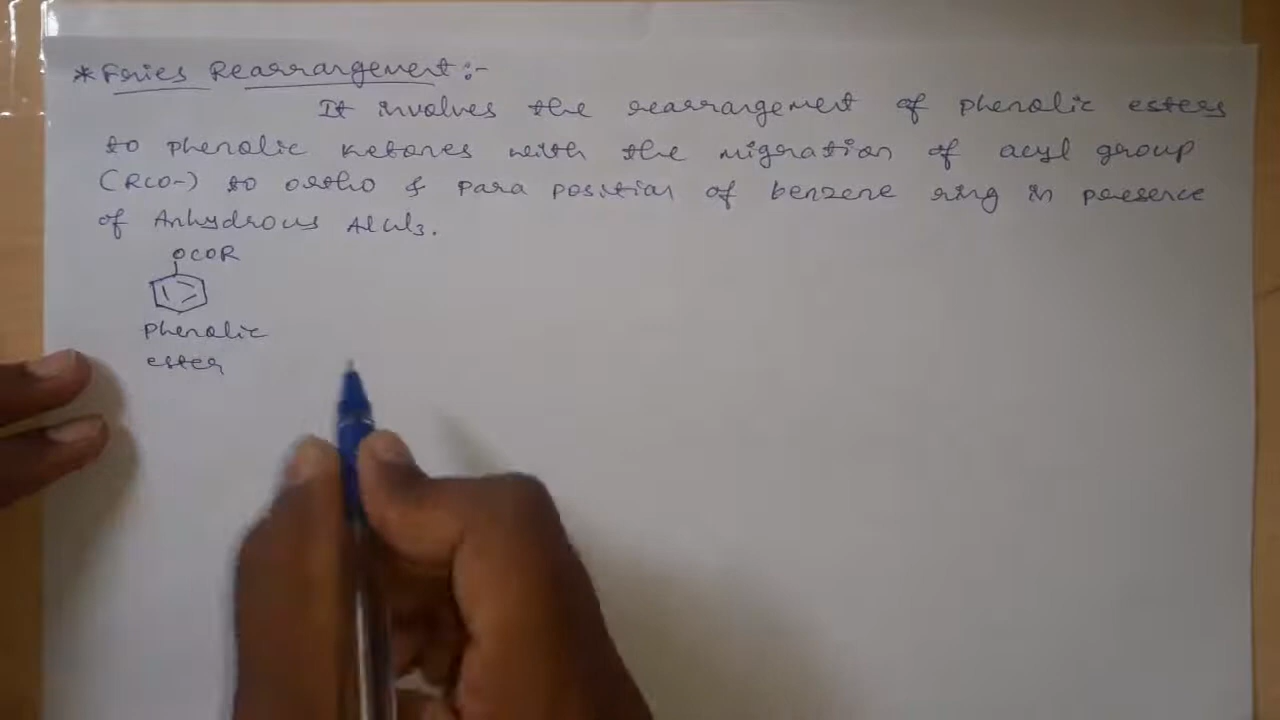 * Fries Rearrangement :-
It involves the rearrangement of phenolic esters
to phenolic ketones with the migration of acyl group
(RCO-) to ortho & para position of benzene ring in presence
of Anhydrous AlCl3.
OCOR
Phenolic
ester